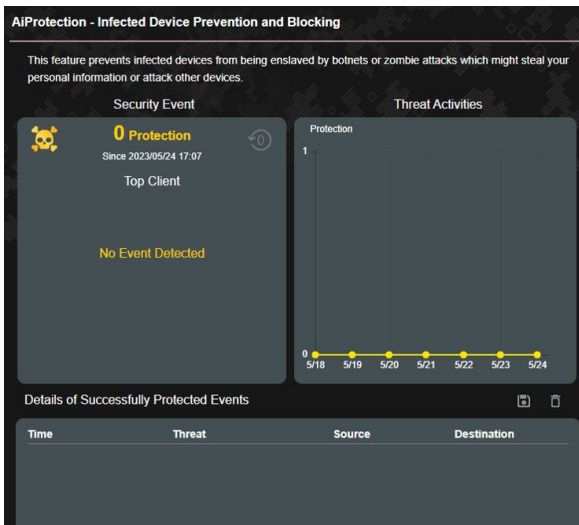 AiProtection - Infected Device Prevention and Blocking
This feature prevents infected devices from being enslaved by botnets or zombie attacks which might steal your
personal information or attack other devices.
Security Event
0 Protection
0
Since 2023/05/24 17:07
Top Client
No Event Detected
Threat Activities
Protection
1
0
5/18 5/19 5/20 5/21 5/22 5/23 5/24
Details of Successfully Protected Events
Time Threat Source Destination